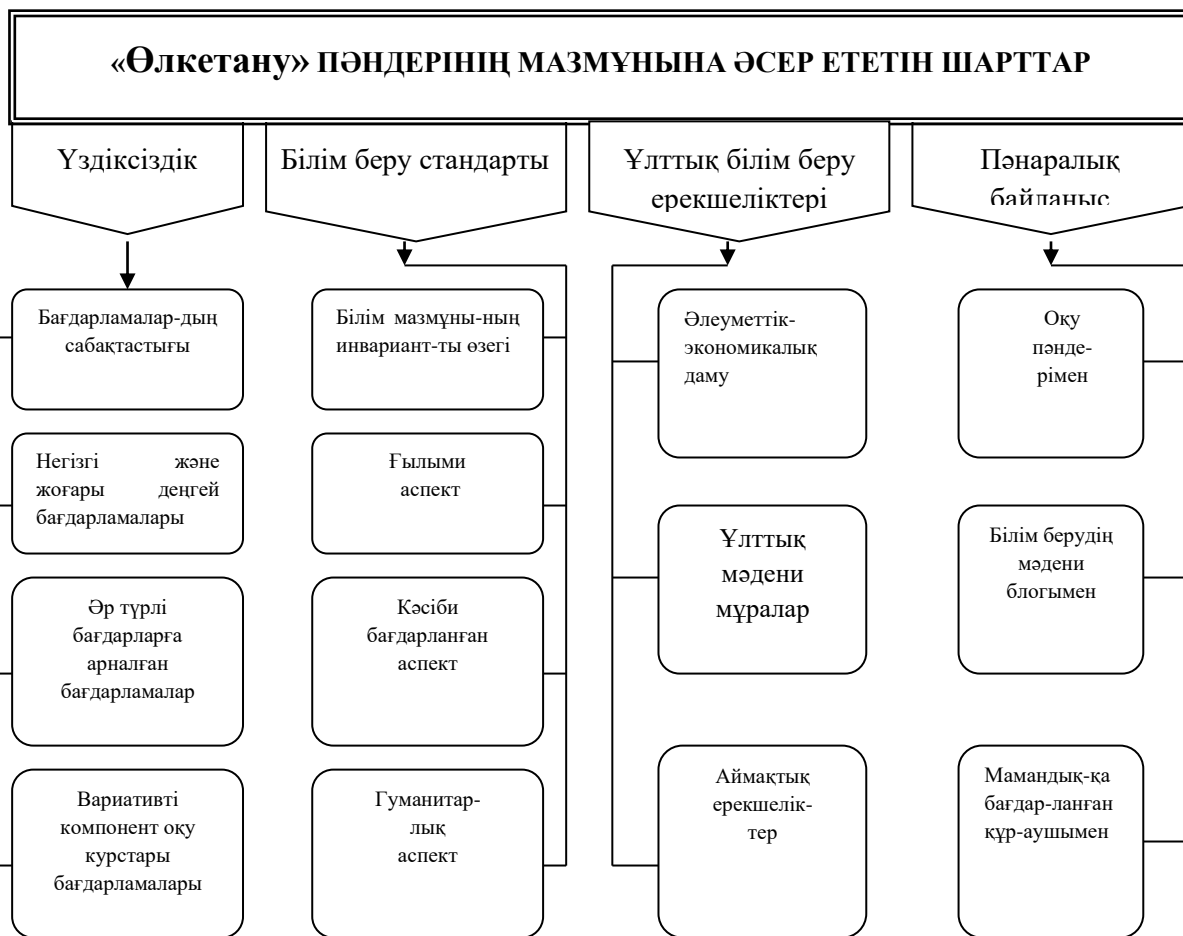 «Өлкетану» ПӘНДЕРІНІҢ МАЗМҰНЫНА ӘСЕР ЕТЕТІН ШАРТТАР
Үздіксіздік
Білім беру стандарты
Ұлттық білім беру
ерекшеліктері
Пәнаралық
байланыс
Бағдарламалар-дың
сабақтастығы
Негізгі және
жоғары деңгей
бағдарламалары
Әр түрлі
бағдарларға
арналған
бағдарламалар
Вариативті
компонент оқу
курстары
бағдарламалары
Білім мазмұны-ның
инвариант-ты өзегі
Ғылыми
аспект
Кәсіби
бағдарланған
аспект
Гуманитар-
лық
аспект
Әлеуметтік-
экономикалық
даму
Ұлттық
мәдени
мұралар
Аймақтық
ерекшелік-
тер
Оқу
пәнде-
рімен
Білім берудің
мәдени
блогымен
Мамандық-қа
бағдар-ланған
құр-аушымен